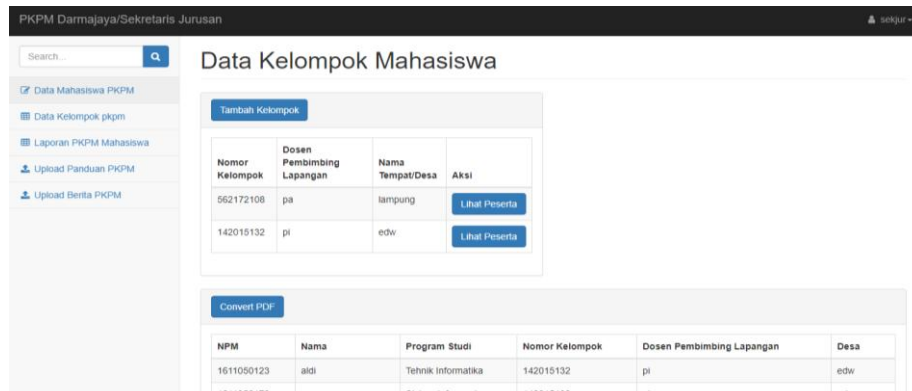 PKPM Darmajaya/Sekretaris Jurusan
sekjur
Search...
Data Mahasiswa PKPM
Data Kelompok pkpm
Laporan PKPM Mahasiswa
Upload Panduan PKPM
Upload Berita PKPM
Data Kelompok Mahasiswa
Tambah Kelompok
Nomor Kelompok Dosen Pembimbing Lapangan Nama Tempat/Desa Aksi
562172108 pa lampung Lihat Peserta
142015132 pi edw Lihat Peserta
Convert PDF
NPM Nama Program Studi Nomor Kelompok Dosen Pembimbing Lapangan Desa
1611050123 aldi Tehnik Informatika 142015132 pi edw